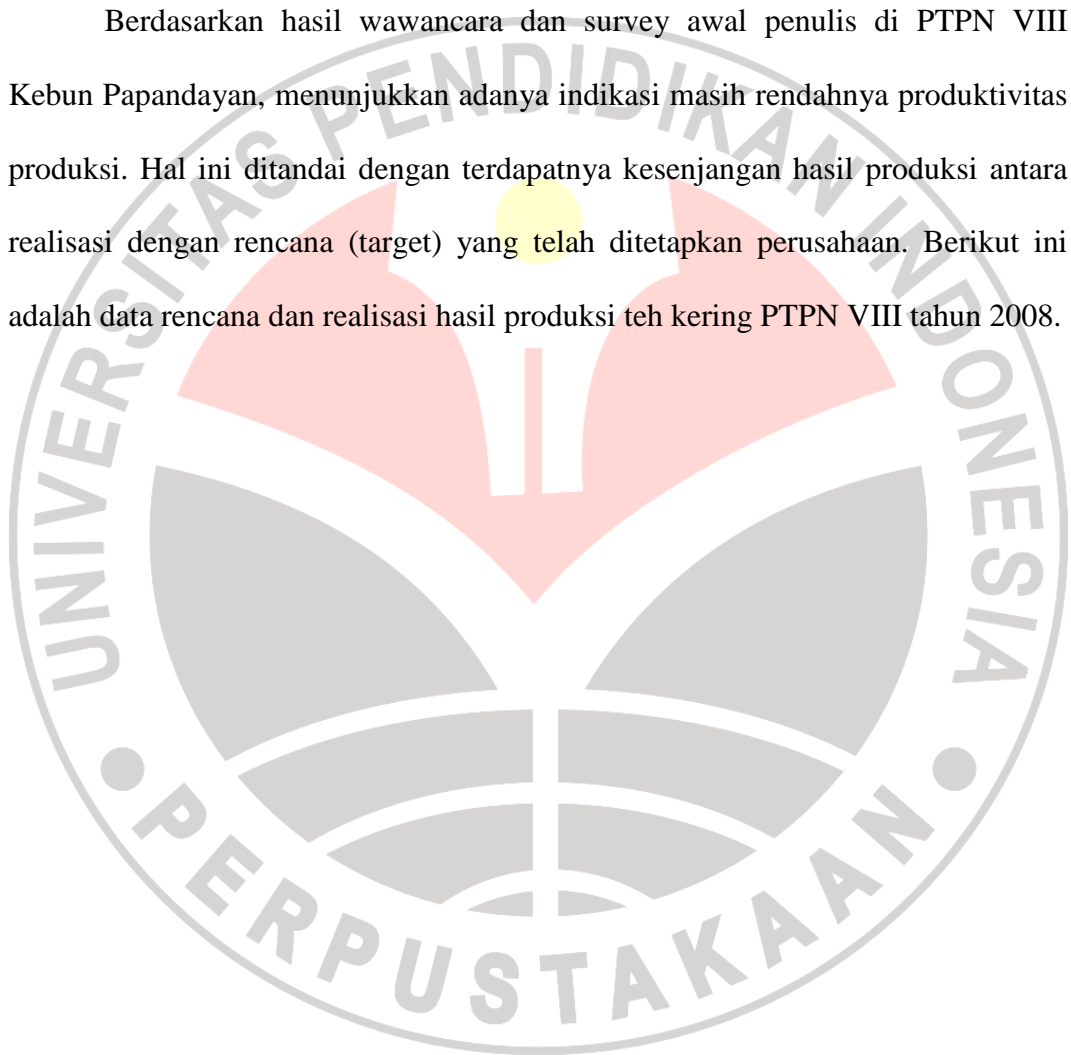 Berdasarkan hasil wawancara dan survey awal penulis di PTPN VIII
Kebun Papandayan, menunjukkan adanya indikasi masih rendahnya produktivitas
produksi. Hal ini ditandai dengan terdapatnya kesenjangan hasil produksi antara
realisasi dengan rencana (target) yang telah ditetapkan perusahaan. Berikut ini
adalah data rencana dan realisasi hasil produksi teh kering PTPN VIII tahun 2008.
UNIVERSITAS PENDIDIKAN INDONESIA
PERPUSTAKAAN